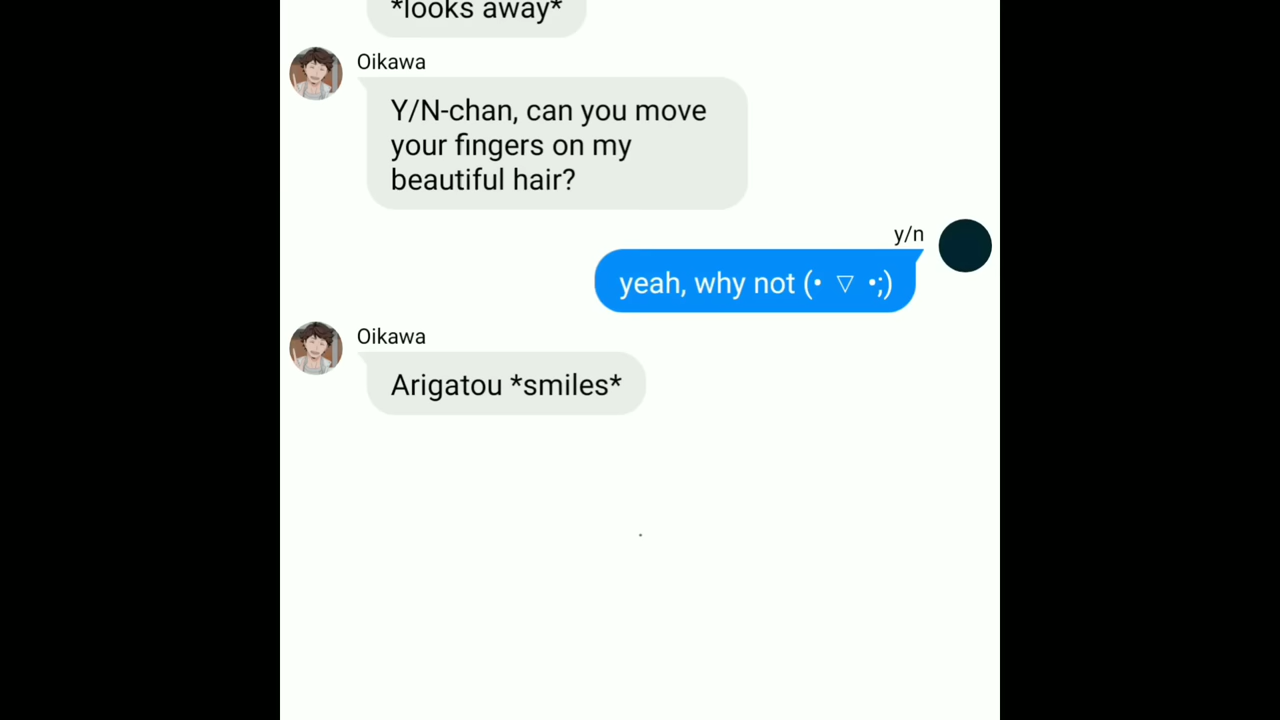 *looks away*
Oikawa
Y/N-chan, can you move
your fingers on my
beautiful hair?
y/n
yeah, why not (• ▽ •;)
Oikawa
Arigatou *smiles*